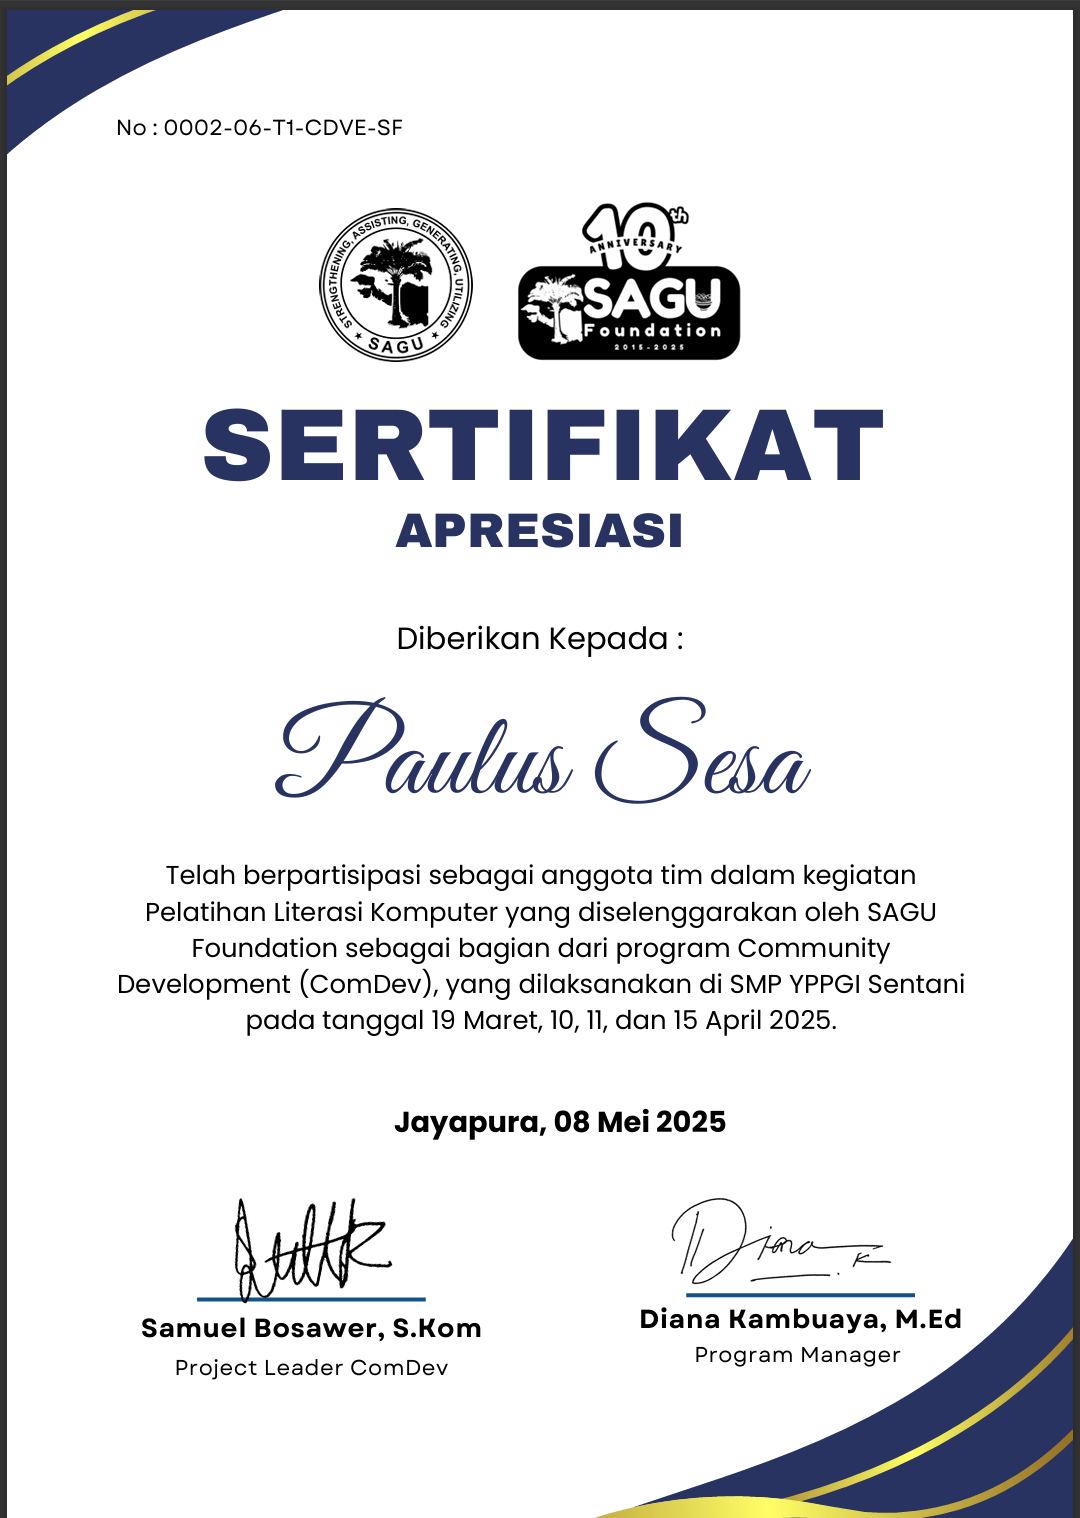 No : 0002-06-T1-CDVE-SF
STRENGTHENING, ASSISTING, GENERATING, UTILIZING
★ SAGU ★
10th
ANNIVERSARY
SAGU
Foundation
2015-2025
SERTIFIKAT
APRESIASI
Diberikan Kepada :
Paulus Sesa
Telah berpartisipasi sebagai anggota tim dalam kegiatan
Pelatihan Literasi Komputer yang diselenggarakan oleh SAGU
Foundation sebagai bagian dari program Community
Development (ComDev), yang dilaksanakan di SMP YPPGI Sentani
pada tanggal 19 Maret, 10, 11, dan 15 April 2025.
Jayapura, 08 Mei 2025
Diana K
Samuel Bosawer, S.Kom
Project Leader ComDev
Diana Kambuaya, M.Ed
Program Manager